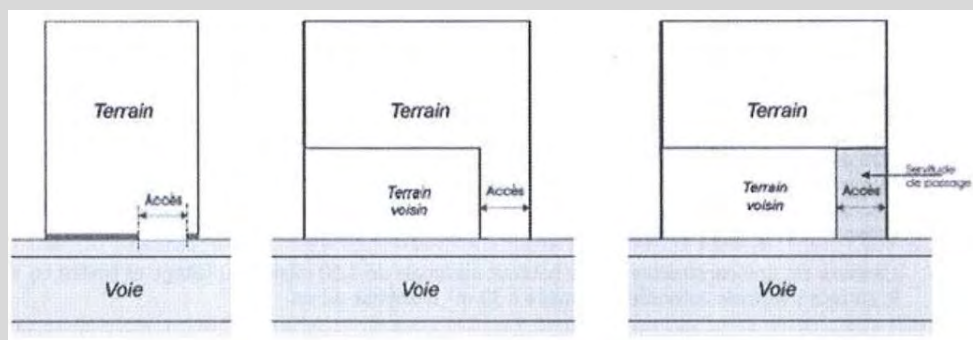 Terrain
Accès
Voie
Terrain
Terrain
voisin
Accès
Voie
Terrain
Terrain
voisin
Accès
Servitude
de passage
Voie